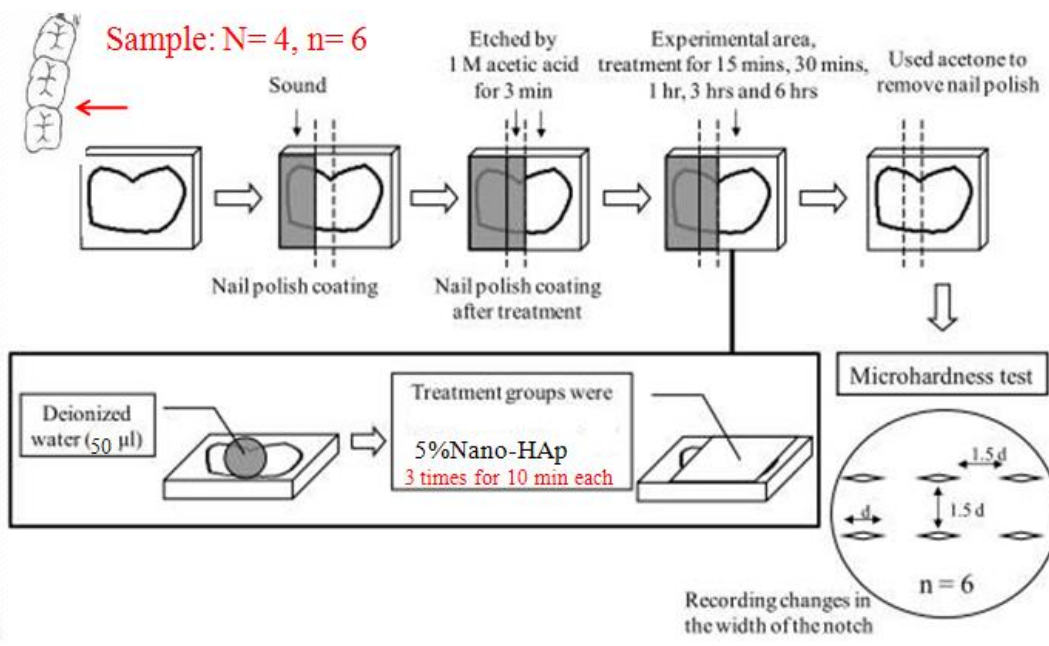 Sample: N= 4, n= 6
Sound
Etched by
1 M acetic acid
for 3 min
Experimental area,
treatment for 15 mins, 30 mins,
1 hr, 3 hrs and 6 hrs
Used acetone to
remove nail polish
Nail polish coating
Nail polish coating
after treatment
Deionized
water (50 µl)
Treatment groups were
5%Nano-HAp
3 times for 10 min each
Microhardness test
1.5 d
d
1.5 d
n = 6
Recording changes in
the width of the notch